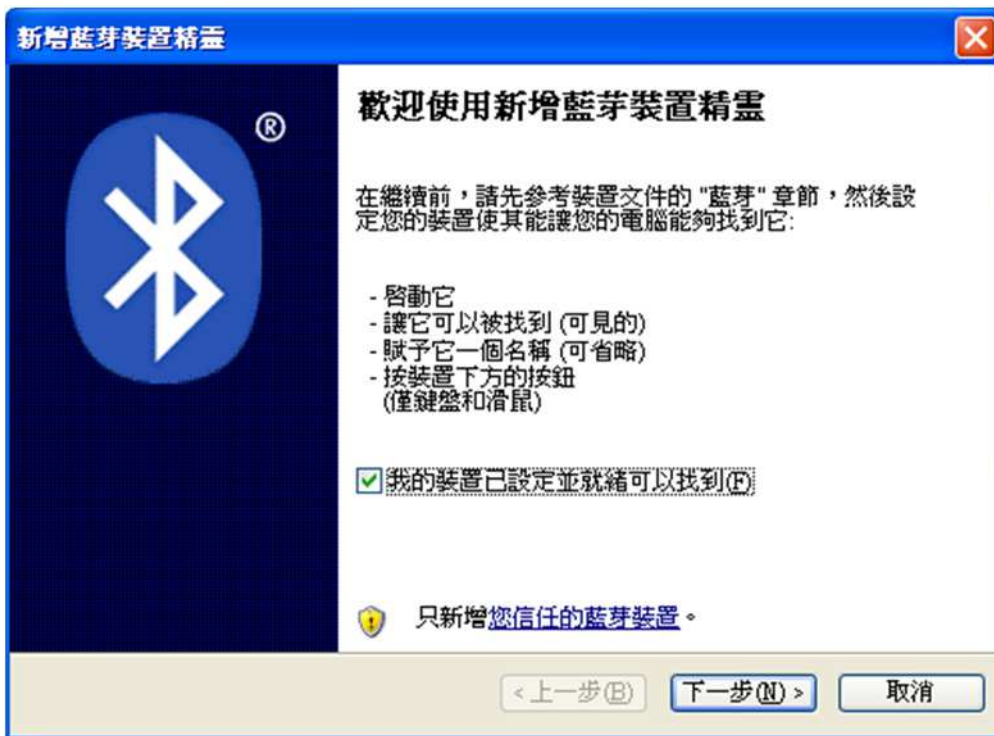 新增藍芽裝置精靈
®
歡迎使用新增藍芽裝置精靈
在繼續前，請先參考裝置文件的 "藍芽" 章節，然後設
定您的裝置使其能讓您的電腦能夠找到它:
- 啓動它
- 讓它可以被找到 (可見的)
- 賦予它一個名稱 (可省略)
- 按裝置下方的按鈕
(僅鍵盤和滑鼠)
我的裝置已設定並就緒可以找到(F)
只新增您信任的藍芽裝置。
< 上一步(B) 下一步(N) > 取消